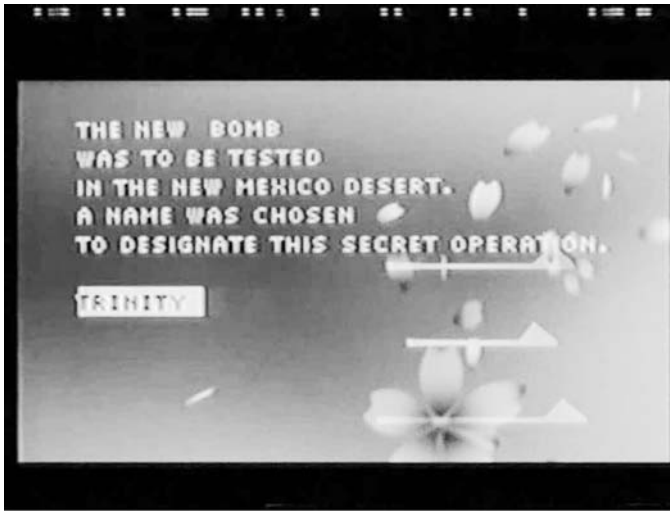 THE NEW BOMB
WAS TO BE TESTED
IN THE NEW MEXICO DESERT.
A NAME WAS CHOSEN
TO DESIGNATE THIS SECRET OPERATION.
TRINITY